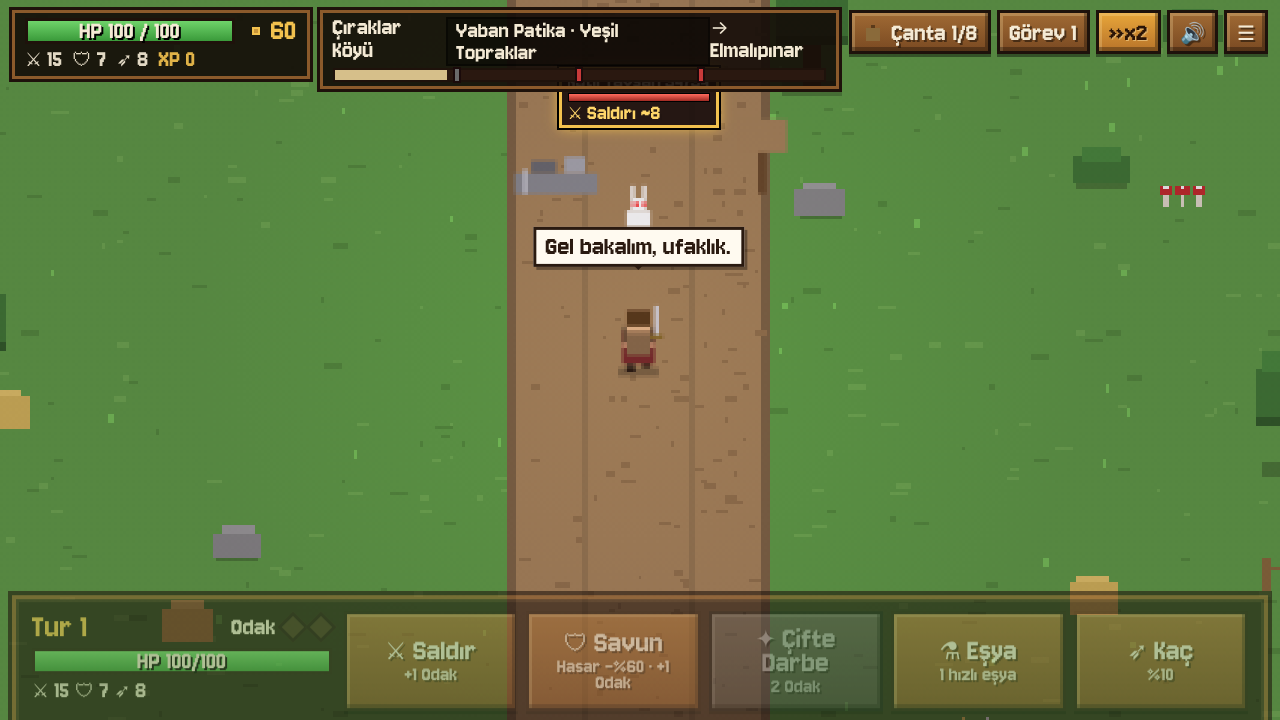 HP 100 / 100
60
15 7 8 XP 0
Çıraklar
Köyü
Yaban Patika · Yeşil
Topraklar
→
Elmalıpınar
Çanta 1/8
Görev 1
»x2
Saldırı ~8
Gel bakalım, ufaklık.
Tur 1
Odak
HP 100/100
15 7 8
Saldır
+1 Odak
Savun
Hasar -%60 · +1
Odak
Çifte
Darbe
2 Odak
Eşya
1 hızlı eşya
Kaç
%10